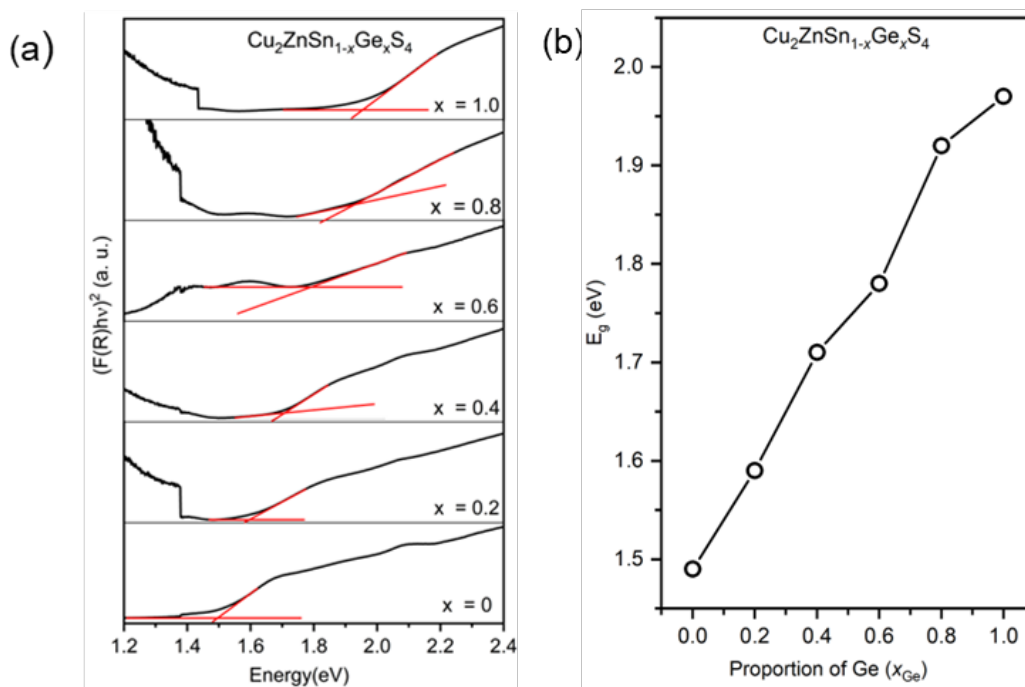 (a)
Cu₂ZnSn₁₋ₓGeₓS₄
x = 1.0
x = 0.8
x = 0.6
x = 0.4
x = 0.2
x = 0
(F(R)hν)² (a. u.)
1.2 1.4 1.6 1.8 2.0 2.2 2.4
Energy(eV)
(b)
Cu₂ZnSn₁₋ₓGeₓS₄
2.0
1.9
1.8
1.7
1.6
1.5
E_g (eV)
0.0 0.2 0.4 0.6 0.8 1.0
Proportion of Ge (x_Ge)